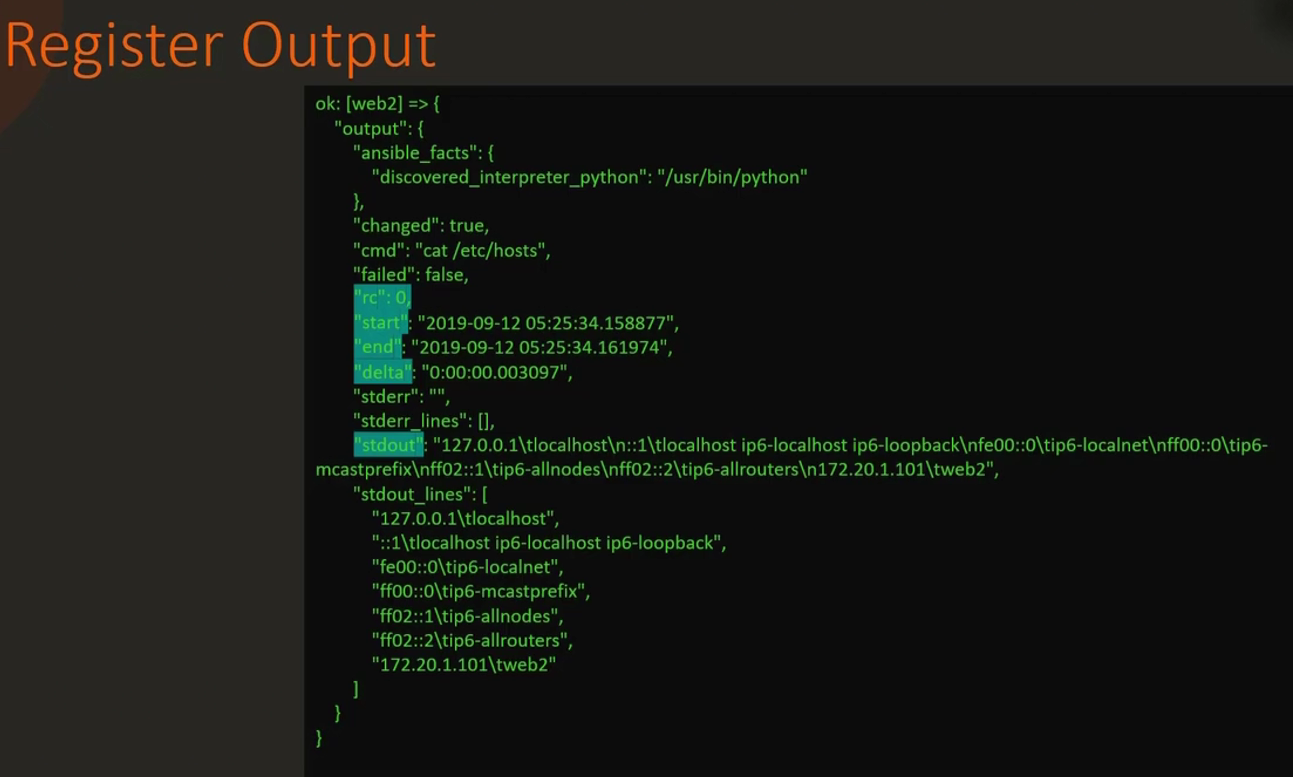 Register Output
ok: [web2] => {
"output": {
"ansible_facts": {
"discovered_interpreter_python": "/usr/bin/python"
},
"changed": true,
"cmd": "cat /etc/hosts",
"failed": false,
"rc": 0,
"start": "2019-09-12 05:25:34.158877",
"end": "2019-09-12 05:25:34.161974",
"delta": "0:00:00.003097",
"stderr": "",
"stderr_lines": [],
"stdout": "127.0.0.1\tlocalhost\n::1\tlocalhost ip6-localhost ip6-loopback\nfe00::0\tip6-localnet\nff00::0\tip6-
mcastprefix\nff02::1\tip6-allnodes\nff02::2\tip6-allrouters\n172.20.1.101\tweb2",
"stdout_lines": [
"127.0.0.1\tlocalhost",
"::1\tlocalhost ip6-localhost ip6-loopback",
"fe00::0\tip6-localnet",
"ff00::0\tip6-mcastprefix",
"ff02::1\tip6-allnodes",
"ff02::2\tip6-allrouters",
"172.20.1.101\tweb2"
]
}
}